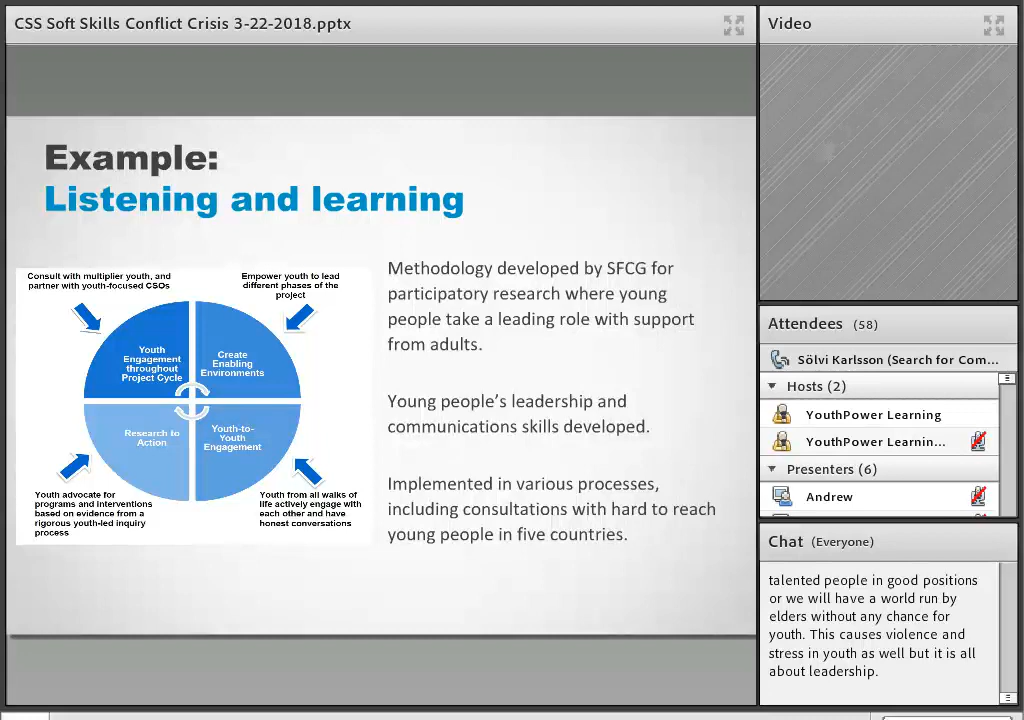 CSS Soft Skills Conflict Crisis 3-22-2018.pptx
Example:
Listening and learning
Consult with multiplier youth, and
partner with youth-focused CSOs
Empower youth to lead
different phases of the
project
Youth
Engagement
throughout
Project Cycle
Create
Enabling
Environments
Research to
Action
Youth-to-
Youth
Engagement
Youth advocate for
programs and interventions
based on evidence from a
rigorous youth-led inquiry
process
Youth from all walks of
life actively engage with
each other and have
honest conversations
Methodology developed by SFCG for
participatory research where young
people take a leading role with support
from adults.
Young people’s leadership and
communications skills developed.
Implemented in various processes,
including consultations with hard to reach
young people in five countries.
Video
Attendees (58)
Sölvi Karlsson (Search for Com...
Hosts (2)
YouthPower Learning
YouthPower Learnin...
Presenters (6)
Andrew
Chat (Everyone)
talented people in good positions
or we will have a world run by
elders without any chance for
youth. This causes violence and
stress in youth as well but it is all
about leadership.